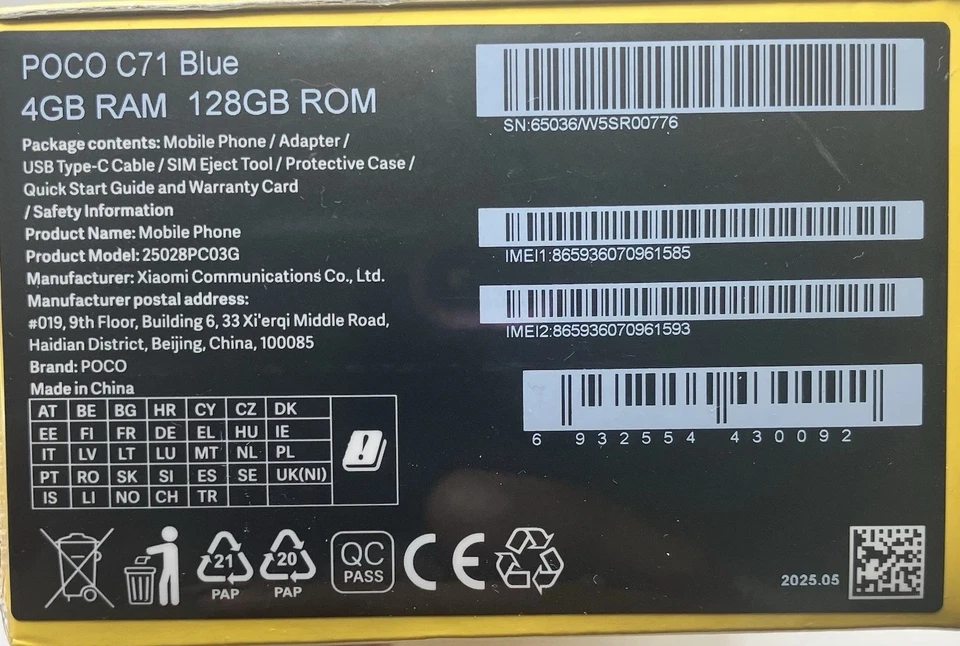 POCO C71 Blue
4GB RAM 128GB ROM
Package contents: Mobile Phone / Adapter /
USB Type-C Cable / SIM Eject Tool / Protective Case /
Quick Start Guide and Warranty Card
/ Safety Information
Product Name: Mobile Phone
Product Model: 25028PC03G
Manufacturer: Xiaomi Communications Co., Ltd.
Manufacturer postal address:
#019, 9th Floor, Building 6, 33 Xi'erqi Middle Road,
Haidian District, Beijing, China, 100085
Brand: POCO
Made in China
AT BE BG HR CY CZ DK
EE FI FR DE EL HU IE
IT LV LT LU MT NL PL
PT RO SK SI ES SE UK(NI)
IS LI NO CH TR
SN:65036/W5SR00776
IMEI1:865936070961585
IMEI2:865936070961593
6 932554 430092
21
PAP
20
PAP
QC
PASS
CE
2025.05